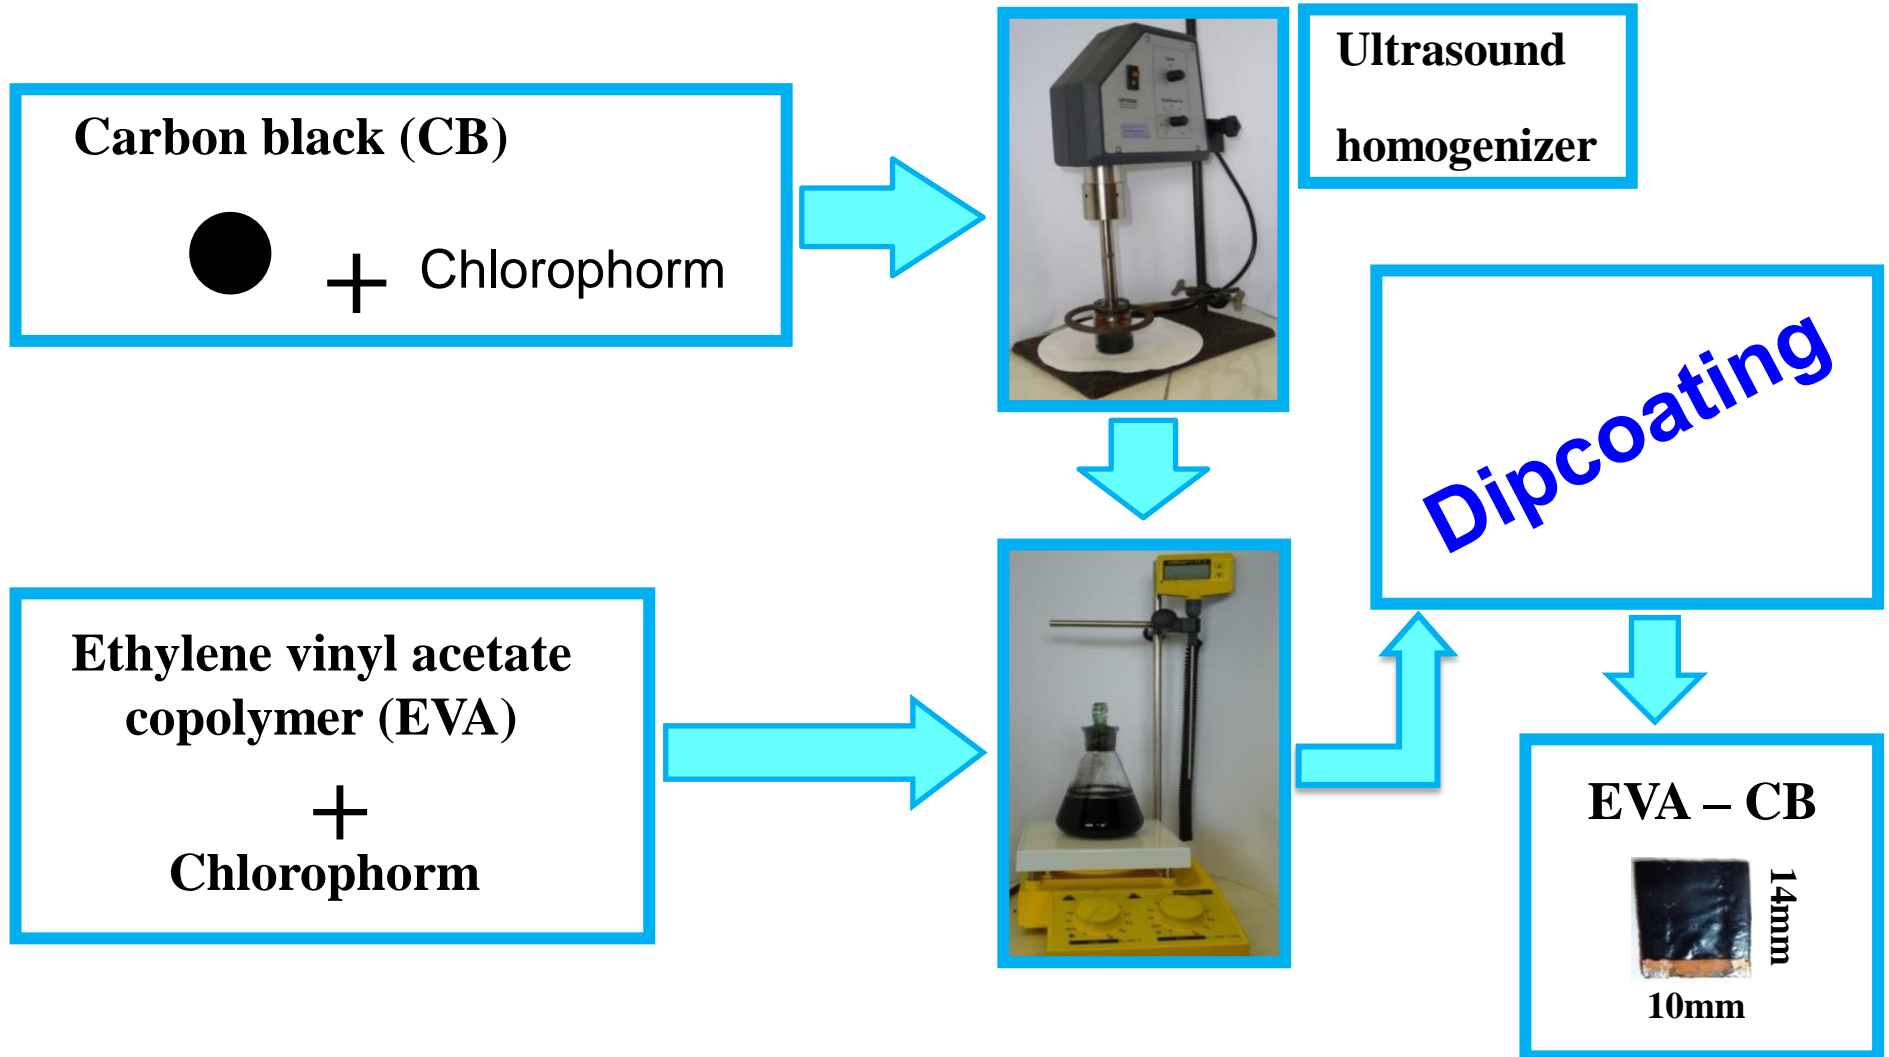 Carbon black (CB)
+ Chlorophorm
Ultrasound
homogenizer
Ethylene vinyl acetate
copolymer (EVA)
+
Chlorophorm
Dipcoating
EVA – CB
14mm
10mm